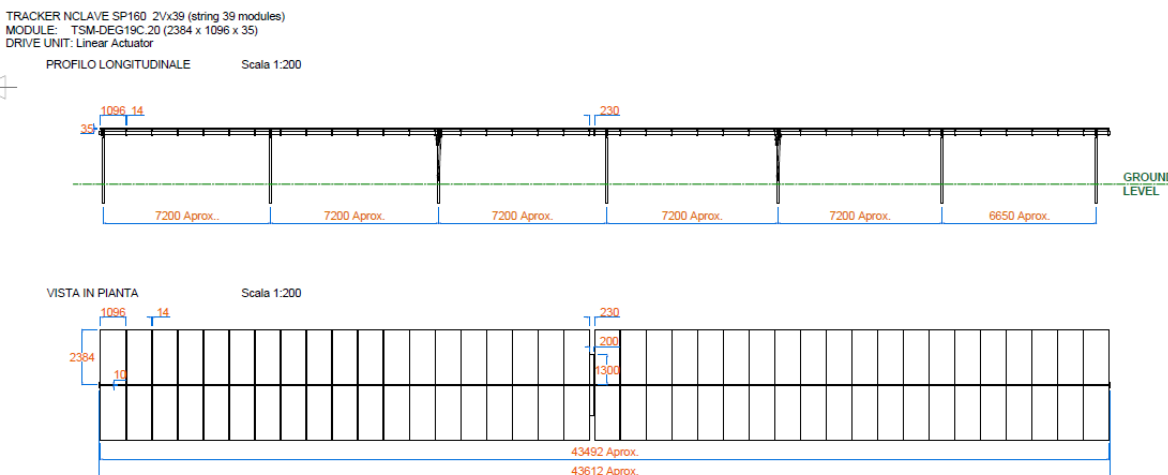 TRACKER NCLAVE SP160 2Vx39 (string 39 modules)
MODULE: TSM-DEG19C.20 (2384 x 1096 x 35)
DRIVE UNIT: Linear Actuator
PROFILO LONGITUDINALE Scala 1:200
1096 14 230
35
GROUND
LEVEL
7200 Aprox.. 7200 Aprox. 7200 Aprox. 7200 Aprox. 7200 Aprox. 6650 Aprox.
VISTA IN PIANTA Scala 1:200
1096 14 230
200
2384
10 1300
43492 Aprox.
43612 Aprox.